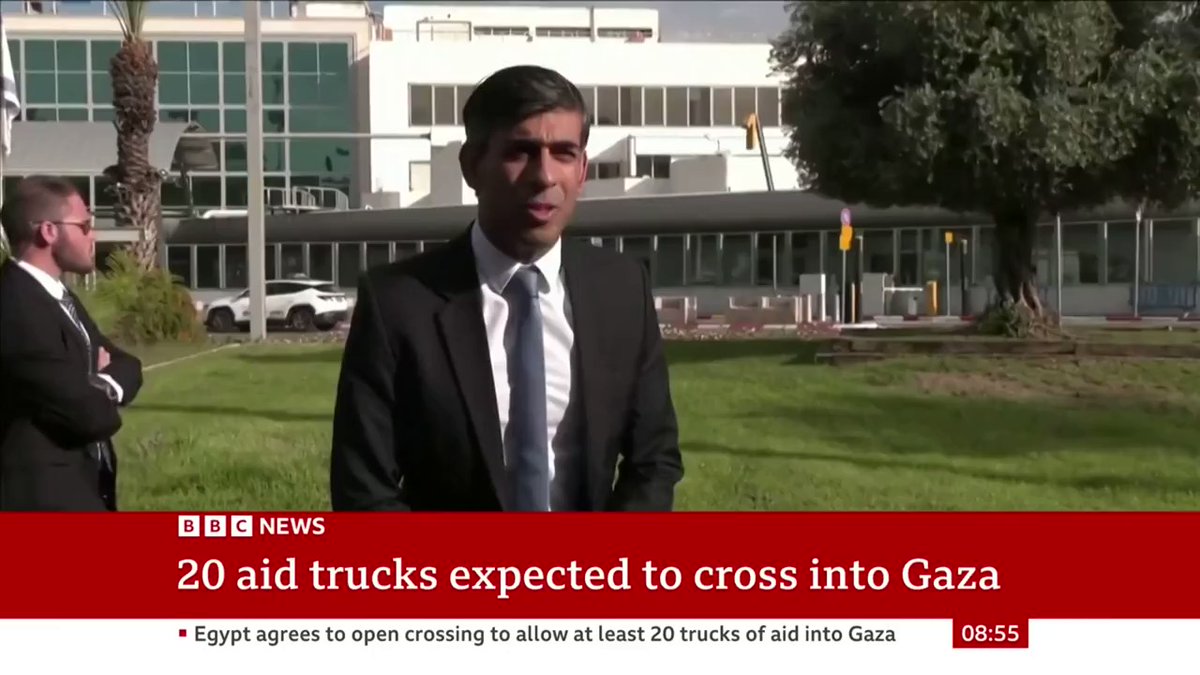 BBC NEWS
20 aid trucks expected to cross into Gaza
Egypt agrees to open crossing to allow at least 20 trucks of aid into Gaza
08:55